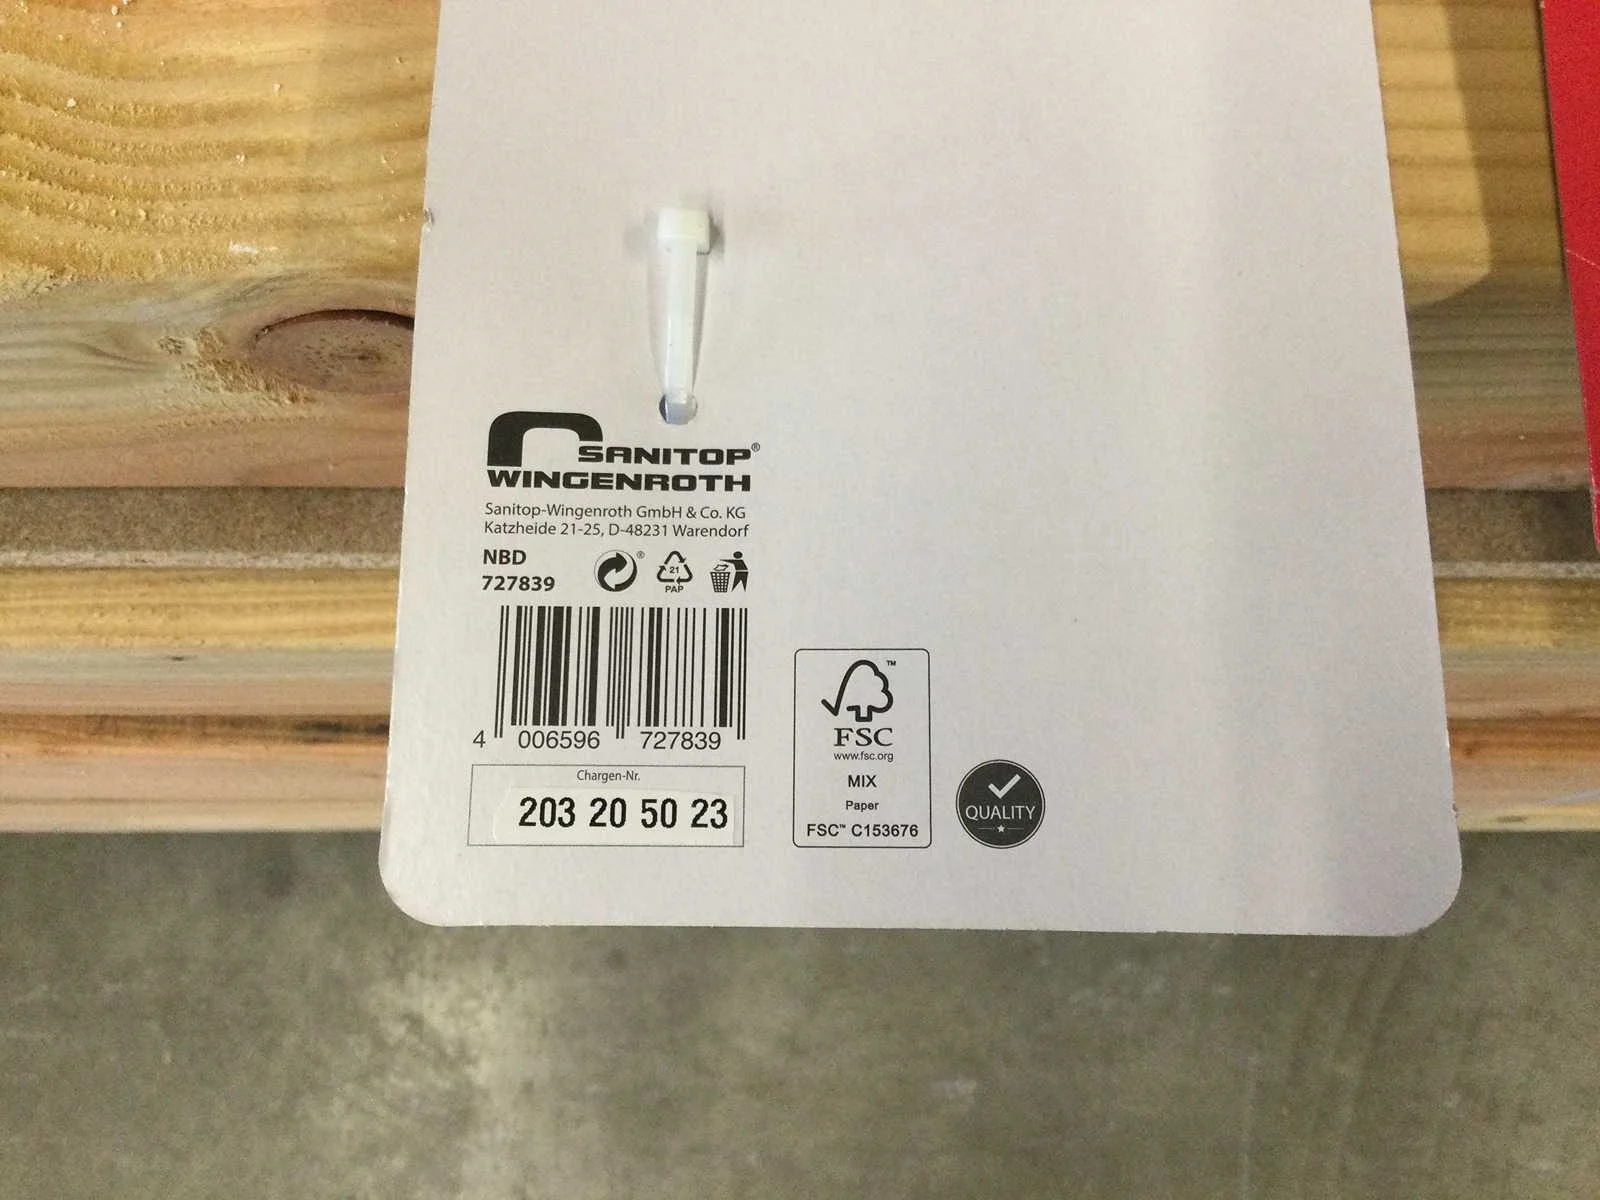 SANITOP®
WINGENROTH
Sanitop-Wingenroth GmbH & Co. KG
Katzheide 21-25, D-48231 Warendorf
NBD
727839
®
21
PAP
4 006596 727839
Chargen-Nr.
203 20 50 23
™
FSC
www.fsc.org
MIX
Paper
FSC™ C153676
QUALITY